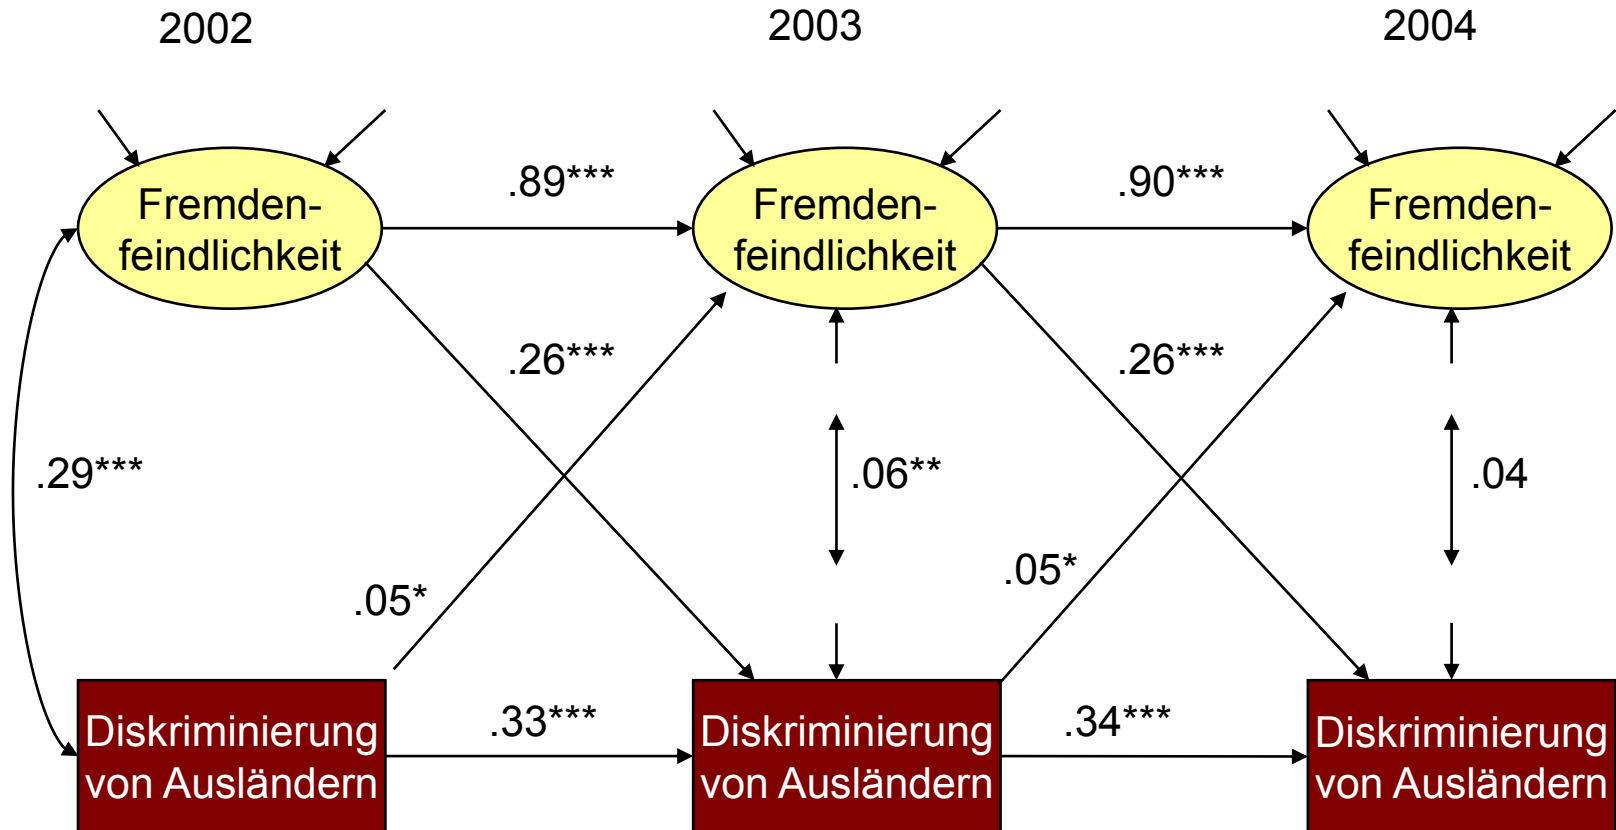 2002
2003
2004
.89***
.90***
Fremden-
feindlichkeit
Fremden-
feindlichkeit
Fremden-
feindlichkeit
.26***
.26***
.29***
.06**
.04
.05*
.05*
.33***
.34***
Diskriminierung
von Ausländern
Diskriminierung
von Ausländern
Diskriminierung
von Ausländern